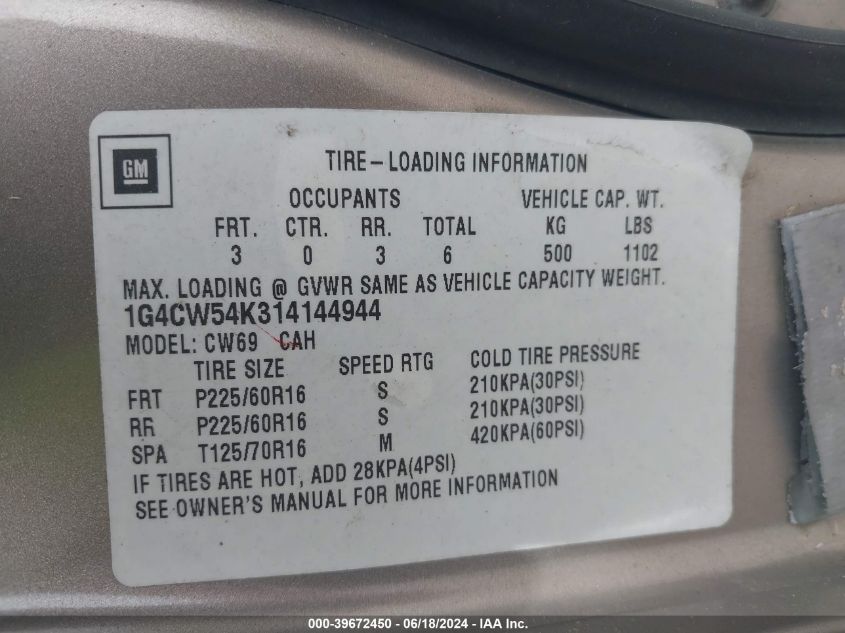 GM
TIRE-LOADING INFORMATION
OCCUPANTS VEHICLE CAP. WT.
FRT. CTR. RR. TOTAL KG LBS
3 0 3 6 500 1102
MAX. LOADING @ GVWR SAME AS VEHICLE CAPACITY WEIGHT.
1G4CW54K314144944
MODEL: CW69 CAH
TIRE SIZE SPEED RTG COLD TIRE PRESSURE
FRT P225/60R16 S 210KPA(30PSI)
RR P225/60R16 S 210KPA(30PSI)
SPA T125/70R16 M 420KPA(60PSI)
IF TIRES ARE HOT, ADD 28KPA(4PSI)
SEE OWNER'S MANUAL FOR MORE INFORMATION
000-39672450 - 06/18/2024 - IAA Inc.